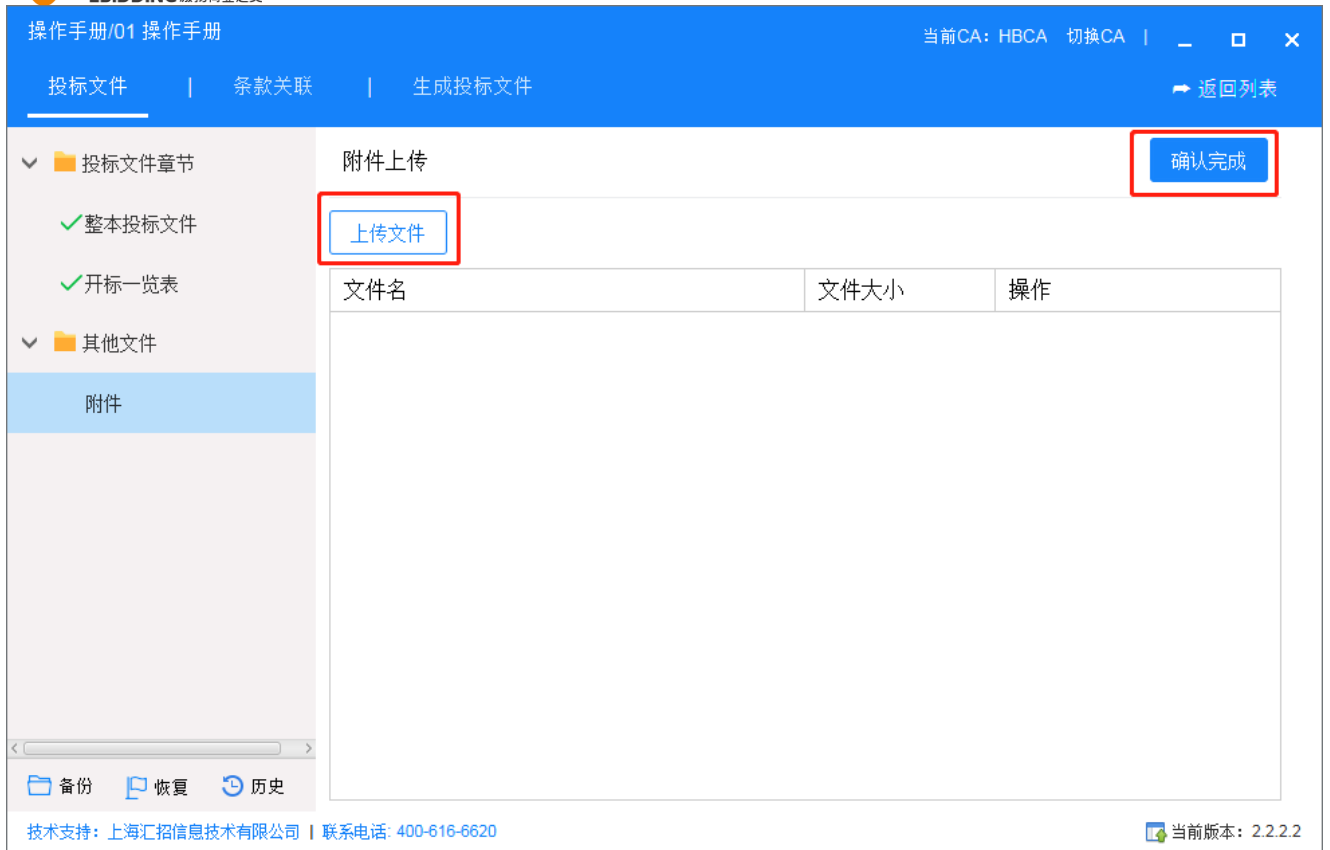 操作手册/01 操作手册
当前CA：HBCA 切换CA |
投标文件 | 条款关联 | 生成投标文件
返回列表
投标文件章节
整本投标文件
开标一览表
其他文件
附件
附件上传
确认完成
上传文件
文件名 文件大小 操作
备份 恢复 历史
技术支持：上海汇招信息技术有限公司 | 联系电话: 400-616-6620
当前版本：2.2.2.2